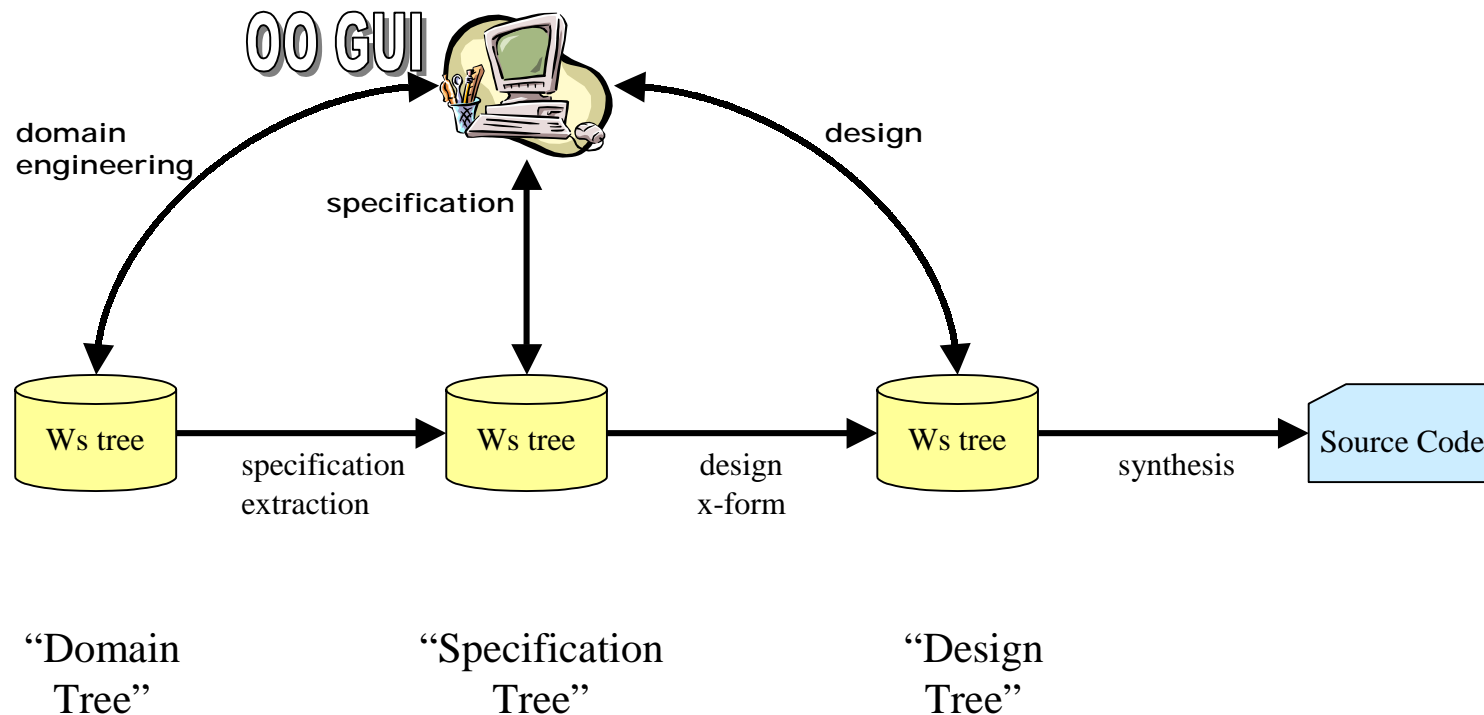 OO GUI
domain
engineering
design
specification
Ws tree
Ws tree
Ws tree
Source Code
specification
extraction
design
x-form
synthesis
“Domain
Tree”
“Specification
Tree”
“Design
Tree”